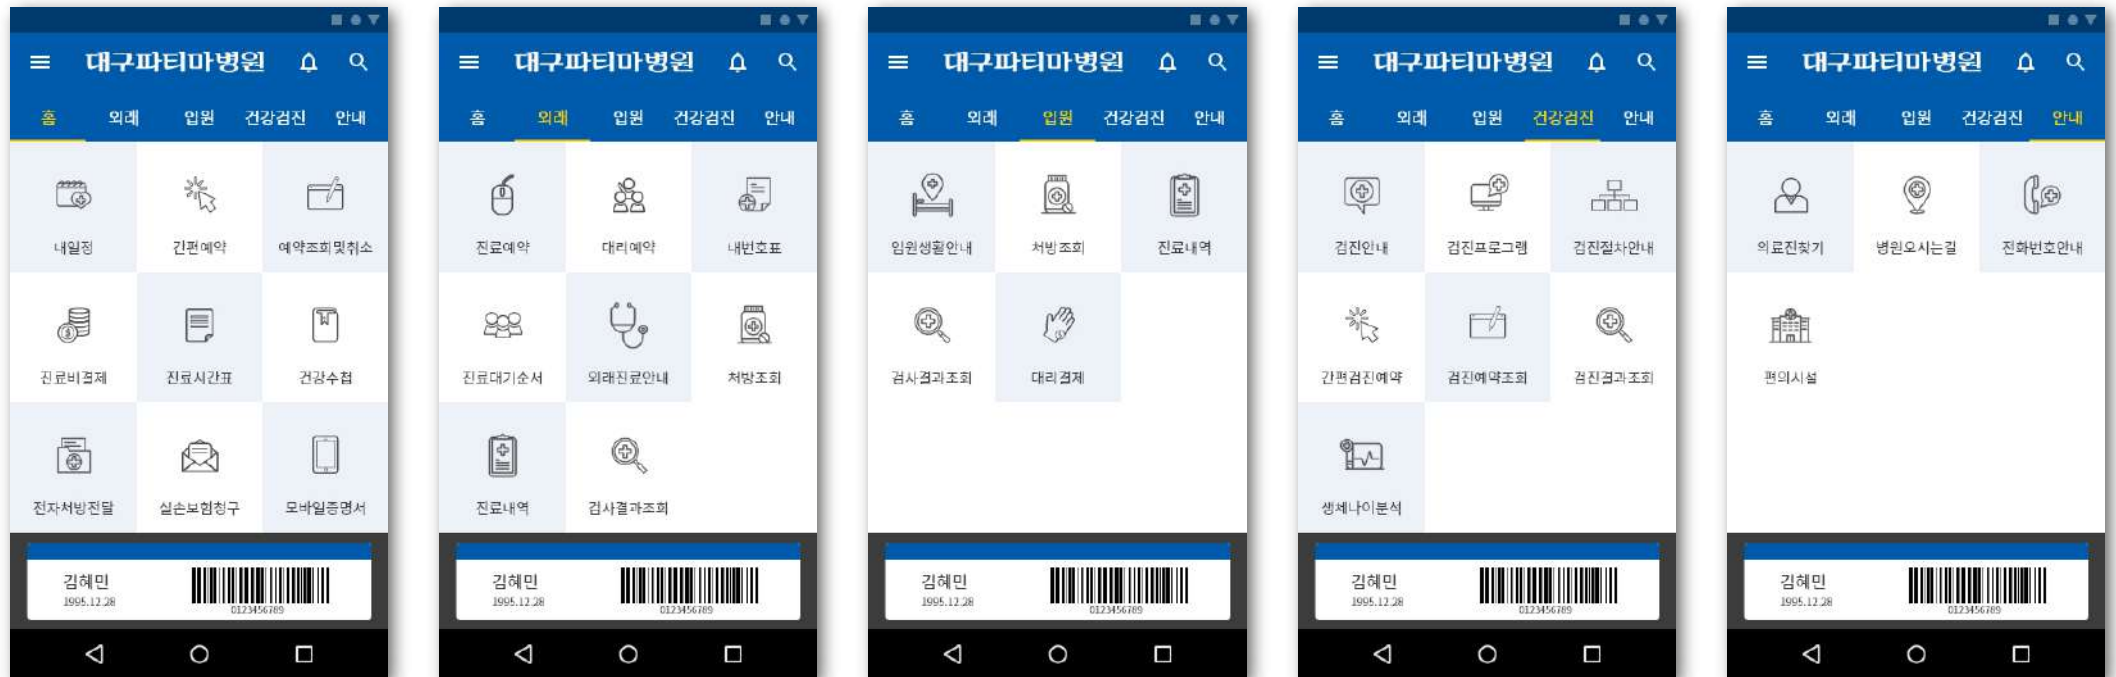 대구파티마병원
홈 외래 입원 건강검진 안내
내일정 간편예약 예약조회및취소
진료비결제 진료시간표 건강수첩
전자처방전달 실손보험청구 모바일증명서
김혜민
1995.12.28
0123456789
대구파티마병원
홈 외래 입원 건강검진 안내
진료예약 대리예약 내번호표
진료대기순서 외래진료안내 처방조회
진료내역 검사결과조회
김혜민
1995.12.28
0123456789
대구파티마병원
홈 외래 입원 건강검진 안내
입원생활안내 처방조회 진료내역
검사결과조회 대리결제
김혜민
1995.12.28
0123456789
대구파티마병원
홈 외래 입원 건강검진 안내
검진안내 검진프로그램 검진절차안내
간편검진예약 검진예약조회 검진결과조회
생체나이분석
김혜민
1995.12.28
0123456789
대구파티마병원
홈 외래 입원 건강검진 안내
의료진찾기 병원오시는길 전화번호안내
편의시설
김혜민
1995.12.28
0123456789